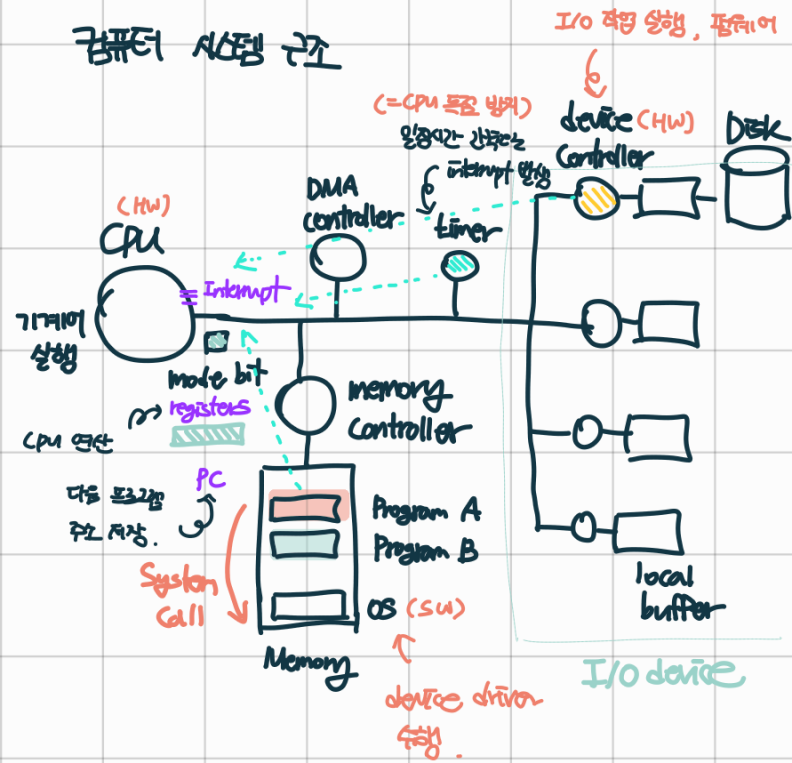 컴퓨터 시스템 구조
I/O 작업 실행, 펌웨어
(=CPU 독점 방지)
일정시간 간격으로
interrupt 발생
device (HW)
controller
Disk
DMA
controller
timer
(HW)
CPU
interrupt
기계어
실행
mode bit
registers
CPU 연산
PC
다음 프로그램
주소 저장.
memory
controller
Program A
Program B
System
call
OS (SW)
Memory
device driver
수행.
local
buffer
I/O device